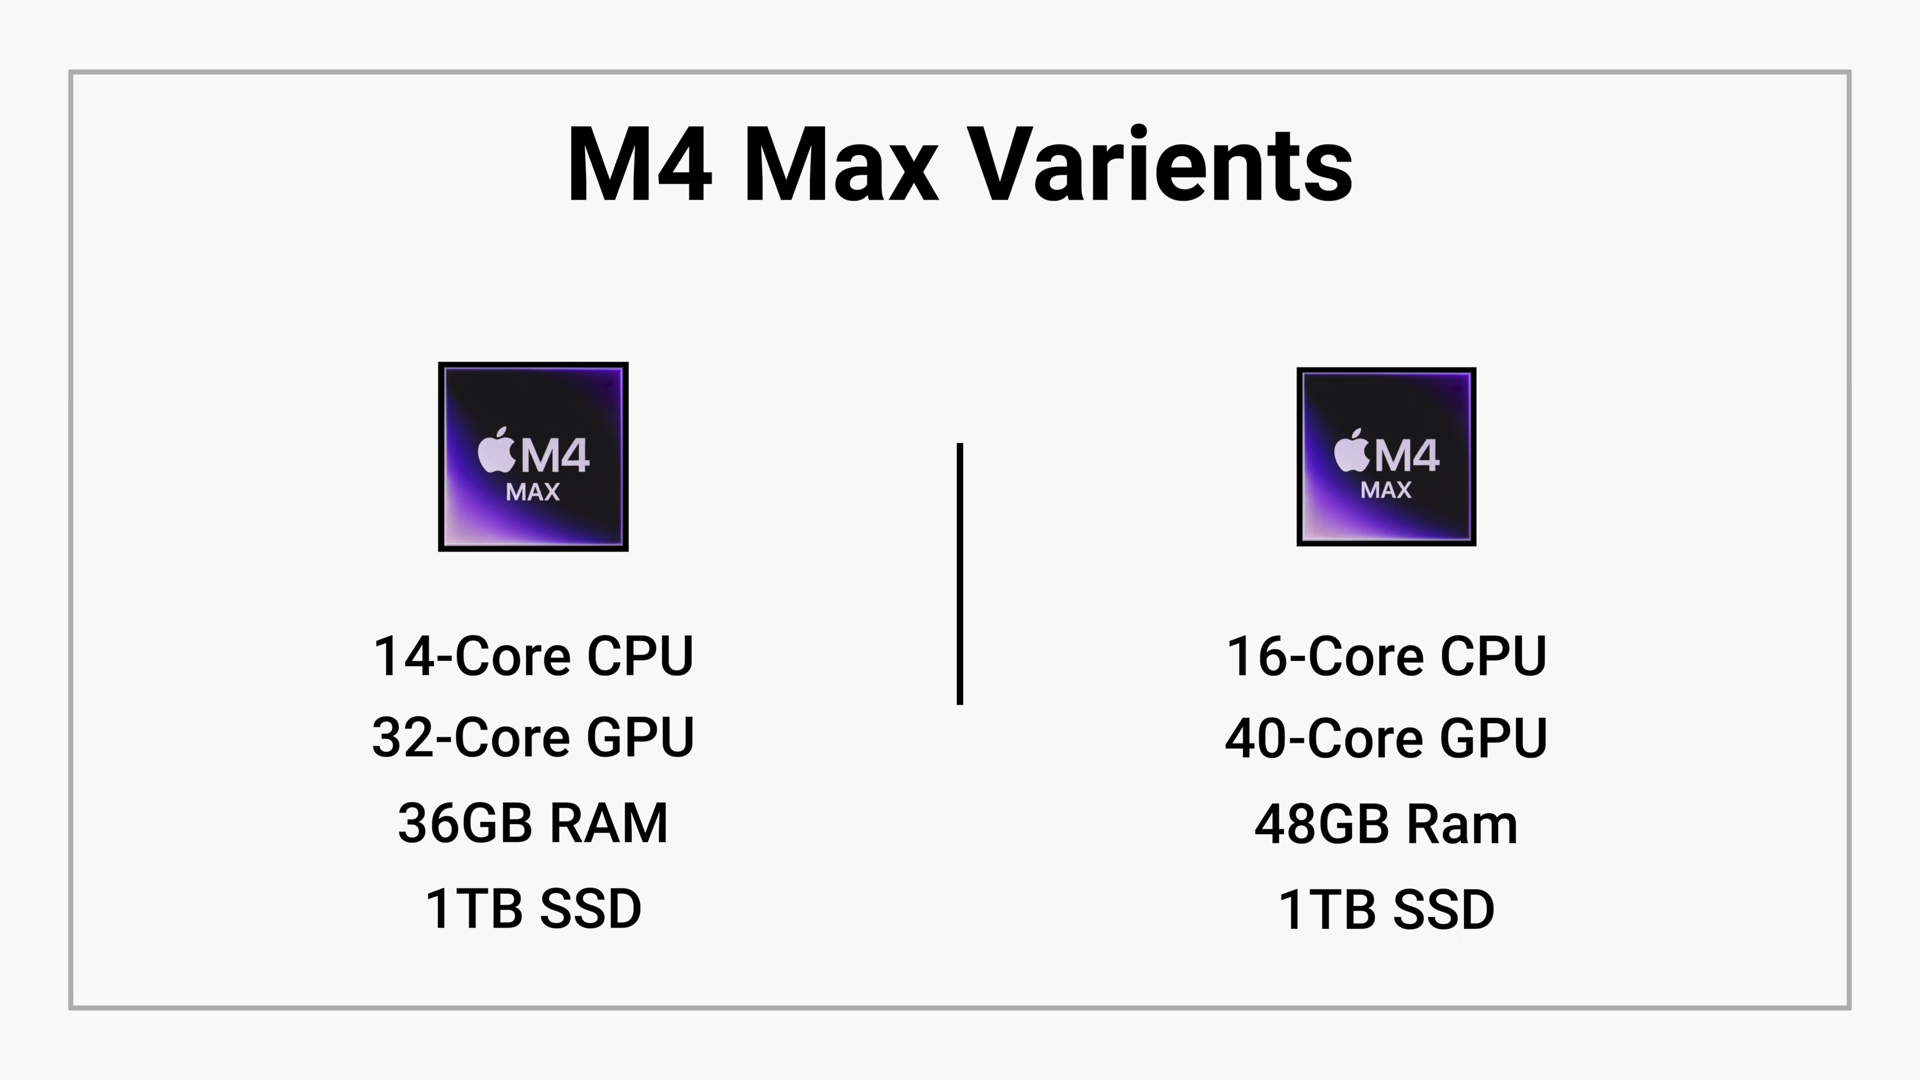 M4 Max Varients
M4
MAX
14-Core CPU
32-Core GPU
36GB RAM
1TB SSD
M4
MAX
16-Core CPU
40-Core GPU
48GB Ram
1TB SSD